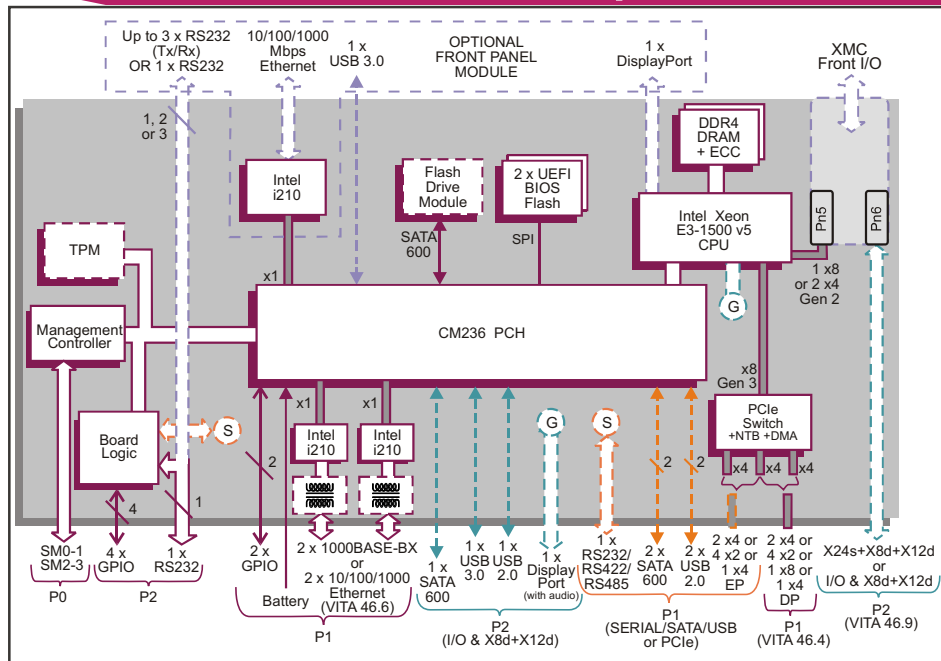 Up to 3 x RS232
(Tx/Rx)
OR 1 x RS232
10/100/1000
Mbps
Ethernet
1 x
USB 3.0
OPTIONAL
FRONT PANEL
MODULE
1 x
DisplayPort
XMC
Front I/O
1, 2
or 3
DDR4
DRAM
+ ECC
Intel
i210
Flash
Drive
Module
2 x UEFI
BIOS
Flash
Intel Xeon
E3-1500 v5
CPU
Pn5
Pn6
TPM
SATA
600
SPI
x1
1 x8
or 2 x4
Gen 2
G
Management
Controller
CM236 PCH
x8
Gen 3
x1
x1
PCIe
Switch
+NTB +DMA
Board
Logic
S
Intel
i210
Intel
i210
G
S
x4
x4
x4
2
2
2
4
1
SM0-1
SM2-3
P0
4 x
GPIO
1 x
RS232
P2
2 x
GPIO
Battery
2 x 1000BASE-BX
or
2 x 10/100/1000
Ethernet
(VITA 46.6)
P1
1 x
SATA
600
1 x
USB
3.0
1 x
USB
2.0
1 x
Display
Port
(with audio)
P2
(I/O & X8d+X12d)
1 x
RS232/
RS422/
RS485
2 x
SATA
600
2 x
USB
2.0
2 x4 or
4 x2 or
1 x4
EP
P1
(SERIAL/SATA/USB
or PCIe)
2 x4 or
4 x2 or
1 x8 or
1 x4
DP
P1
(VITA 46.4)
X24s+X8d+X12d
or
I/O & X8d+X12d
P2
(VITA 46.9)